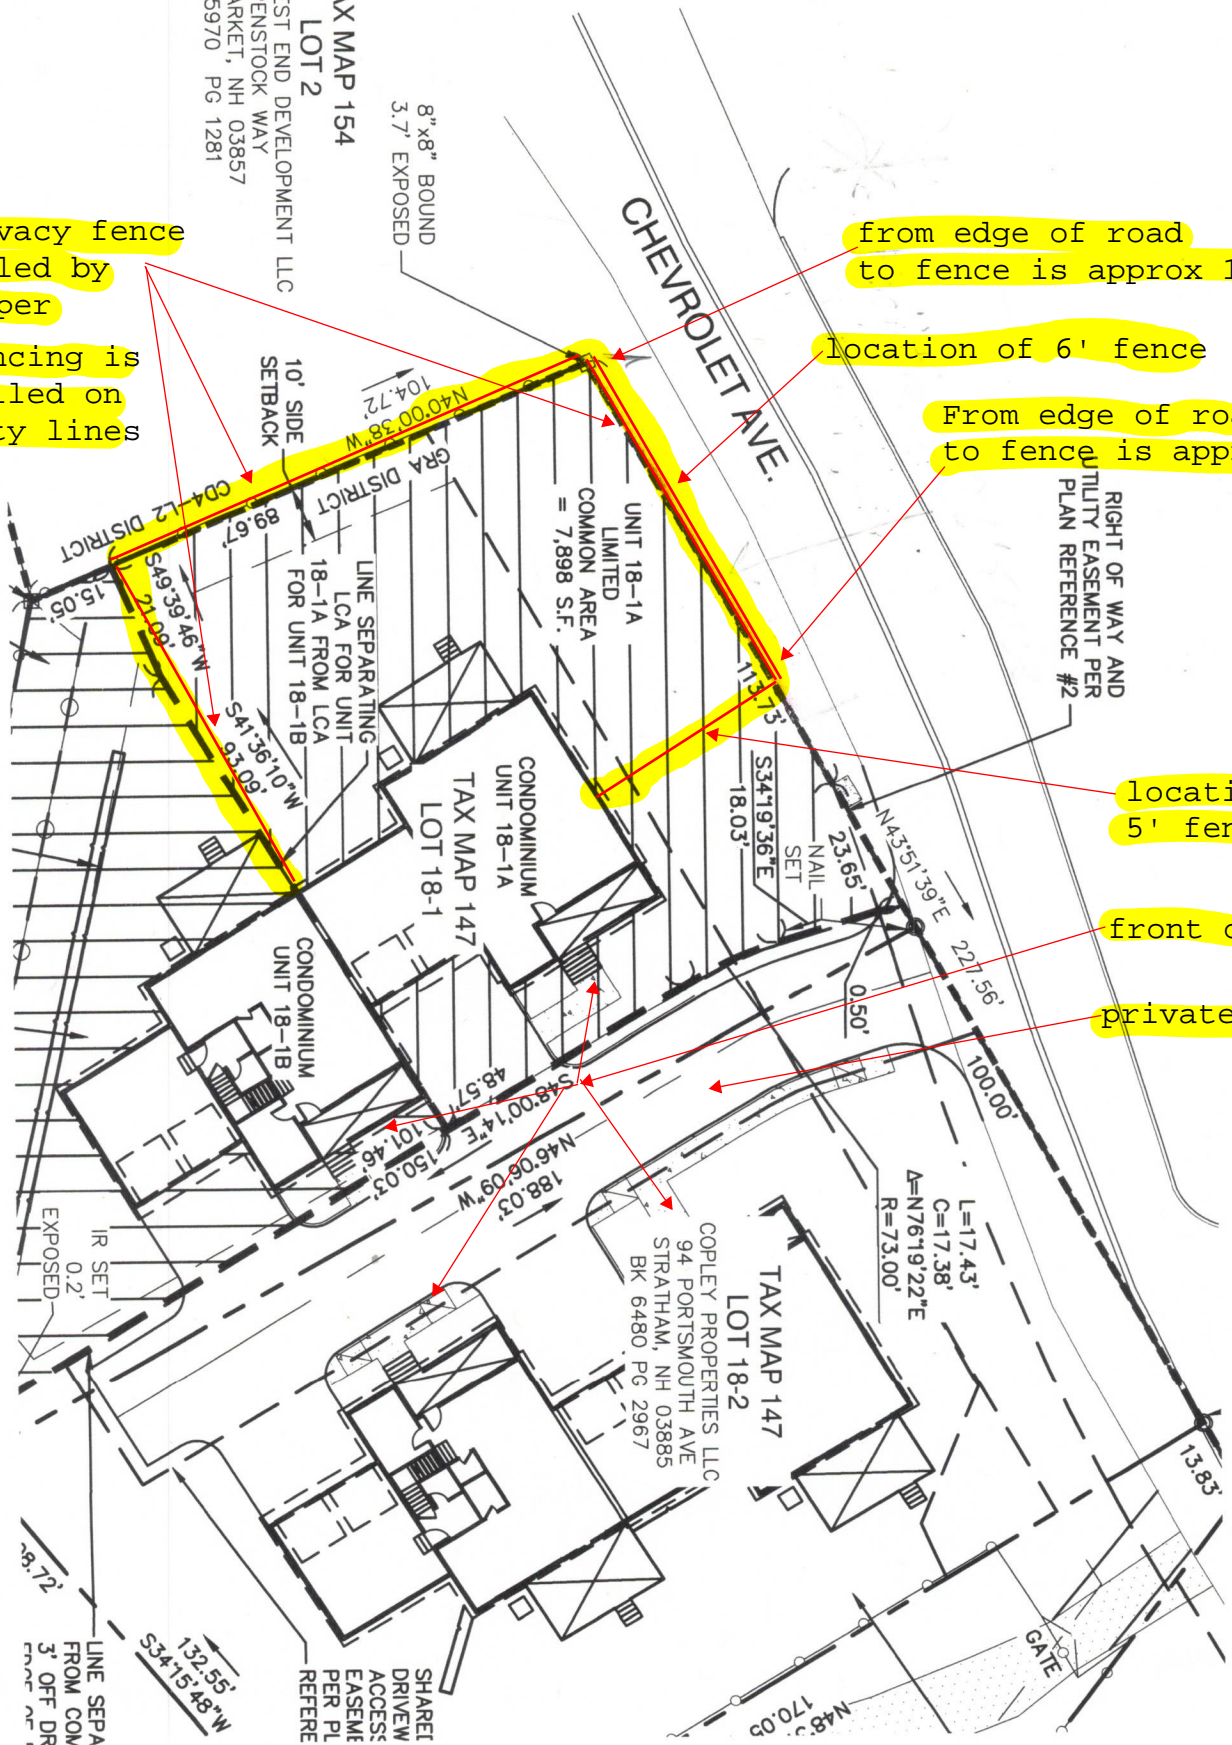 AX MAP 154
LOT 2
EST END DEVELOPMENT LLC
PENSTOCK WAY
ARKET, NH 03857
5970 PG 1281
8"x8" BOUND
3.7' EXPOSED
CHEVROLET AVE.
vacy fence
led by
per
ncing is
lled on
ty lines
from edge of road
to fence is approx 1
location of 6' fence
From edge of roa
to fence is appr
RIGHT OF WAY AND
UTILITY EASEMENT PER
PLAN REFERENCE #2
10' SIDE
SETBACK
104.72'
N40°00'38"W
GRA DISTRICT
CD4-L2 DISTRICT
89.67'
15.05'
S49°39'46"W
21.09'
S41°36'10"W
93.09'
LINE SEPARATING
LCA FOR UNIT
18-1A FROM LCA
FOR UNIT 18-1B
UNIT 18-1A
LIMITED
COMMON AREA
= 7,898 S.F.
113.73'
S34°19'36"E
18.03'
NAIL
SET
23.65'
N43°51'39"E
227.56'
0.50'
100.00'
locati
5' fen
front d
private
CONDOMINIUM
UNIT 18-1A
TAX MAP 147
LOT 18-1
CONDOMINIUM
UNIT 18-1B
48.57'
S48°00'14"E
101.46'
150.03'
N46°06'09"W
188.03'
L=17.43'
C=17.38'
Δ=N76°19'22"E
R=73.00'
TAX MAP 147
LOT 18-2
COPLEY PROPERTIES LLC
94 PORTSMOUTH AVE
STRATHAM, NH 03885
BK 6480 PG 2967
IR SET
0.2'
EXPOSED
13.83'
GATE
N48°
170.05
98.72'
132.55'
S34°15'48"W
LINE SEPA
FROM COM
3' OFF DR
SHARED
DRIVEW
ACCESS
EASEME
PER PL
REFERE